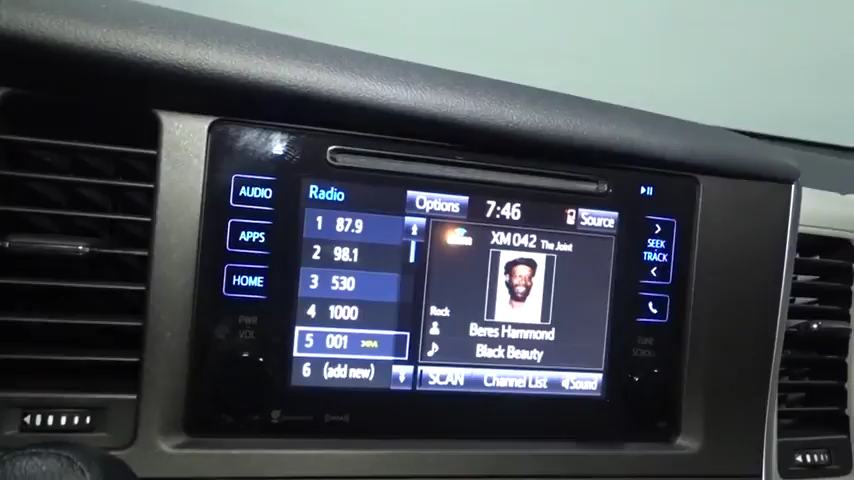 AUDIO
APPS
HOME
PWR
VOL
Radio
Options
7:46
Source
1 87.9
2 98.1
3 530
4 1000
5 001 XM
6 (add new)
XM042 The Joint
Rock
Beres Hammond
Black Beauty
SCAN
Channel List
Sound
SEEK
TRACK
TUNE
SCROLL